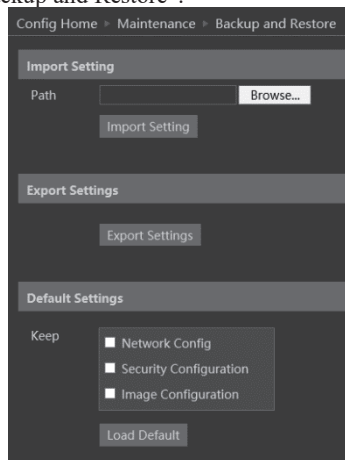 Backup and Restore".
Config Home ▸ Maintenance ▸ Backup and Restore
Import Setting
Path Browse...
Import Setting
Export Settings
Export Settings
Default Settings
Keep
Network Config
Security Configuration
Image Configuration
Load Default